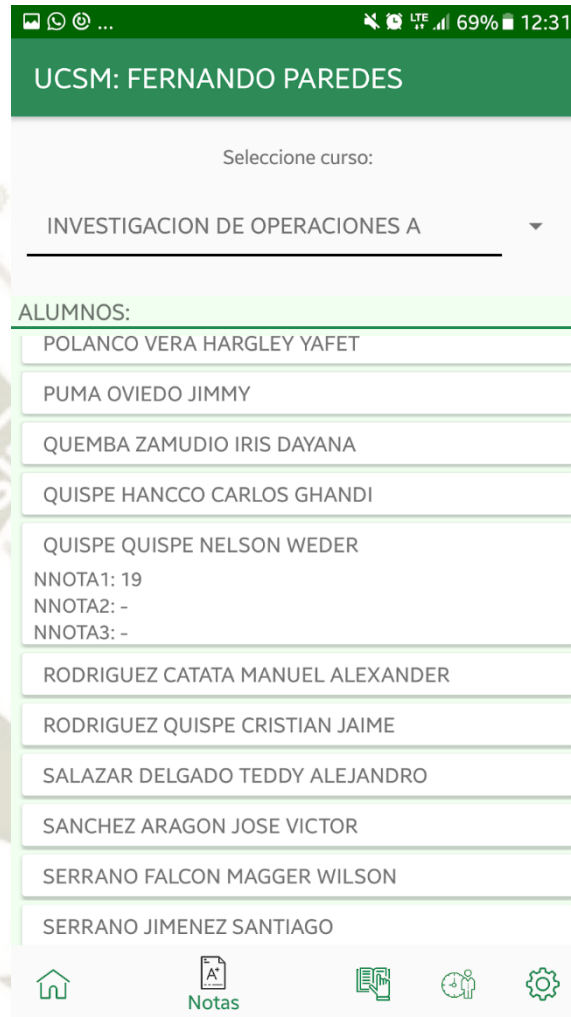 ... LTE 69% 12:31
UCSM: FERNANDO PAREDES
Seleccione curso:
INVESTIGACION DE OPERACIONES A
ALUMNOS:
POLANCO VERA HARGLEY YAFET
PUMA OVIEDO JIMMY
QUEMBA ZAMUDIO IRIS DAYANA
QUISPE HANCCO CARLOS GHANDI
QUISPE QUISPE NELSON WEDER
NNOTA1: 19
NNOTA2: -
NNOTA3: -
RODRIGUEZ CATATA MANUEL ALEXANDER
RODRIGUEZ QUISPE CRISTIAN JAIME
SALAZAR DELGADO TEDDY ALEJANDRO
SANCHEZ ARAGON JOSE VICTOR
SERRANO FALCON MAGGER WILSON
SERRANO JIMENEZ SANTIAGO
A+
Notas